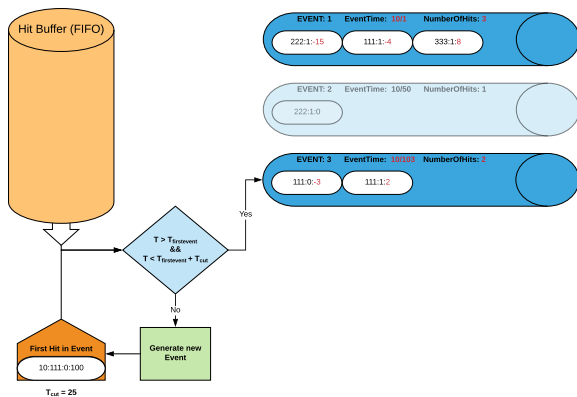 Hit Buffer (FIFO)
EVENT: 1 EventTime: 10/1 NumberOfHits: 3
222:1:-15 111:1:-4 333:1:8
EVENT: 2 EventTime: 10/50 NumberOfHits: 1
222:1:0
EVENT: 3 EventTime: 10/103 NumberOfHits: 2
111:0:-3 111:1:2
Yes
T > Tfirstevent
&&
T < Tfirstevent + Tcut
No
Generate new
Event
First Hit in Event
10:111:0:100
Tcut = 25